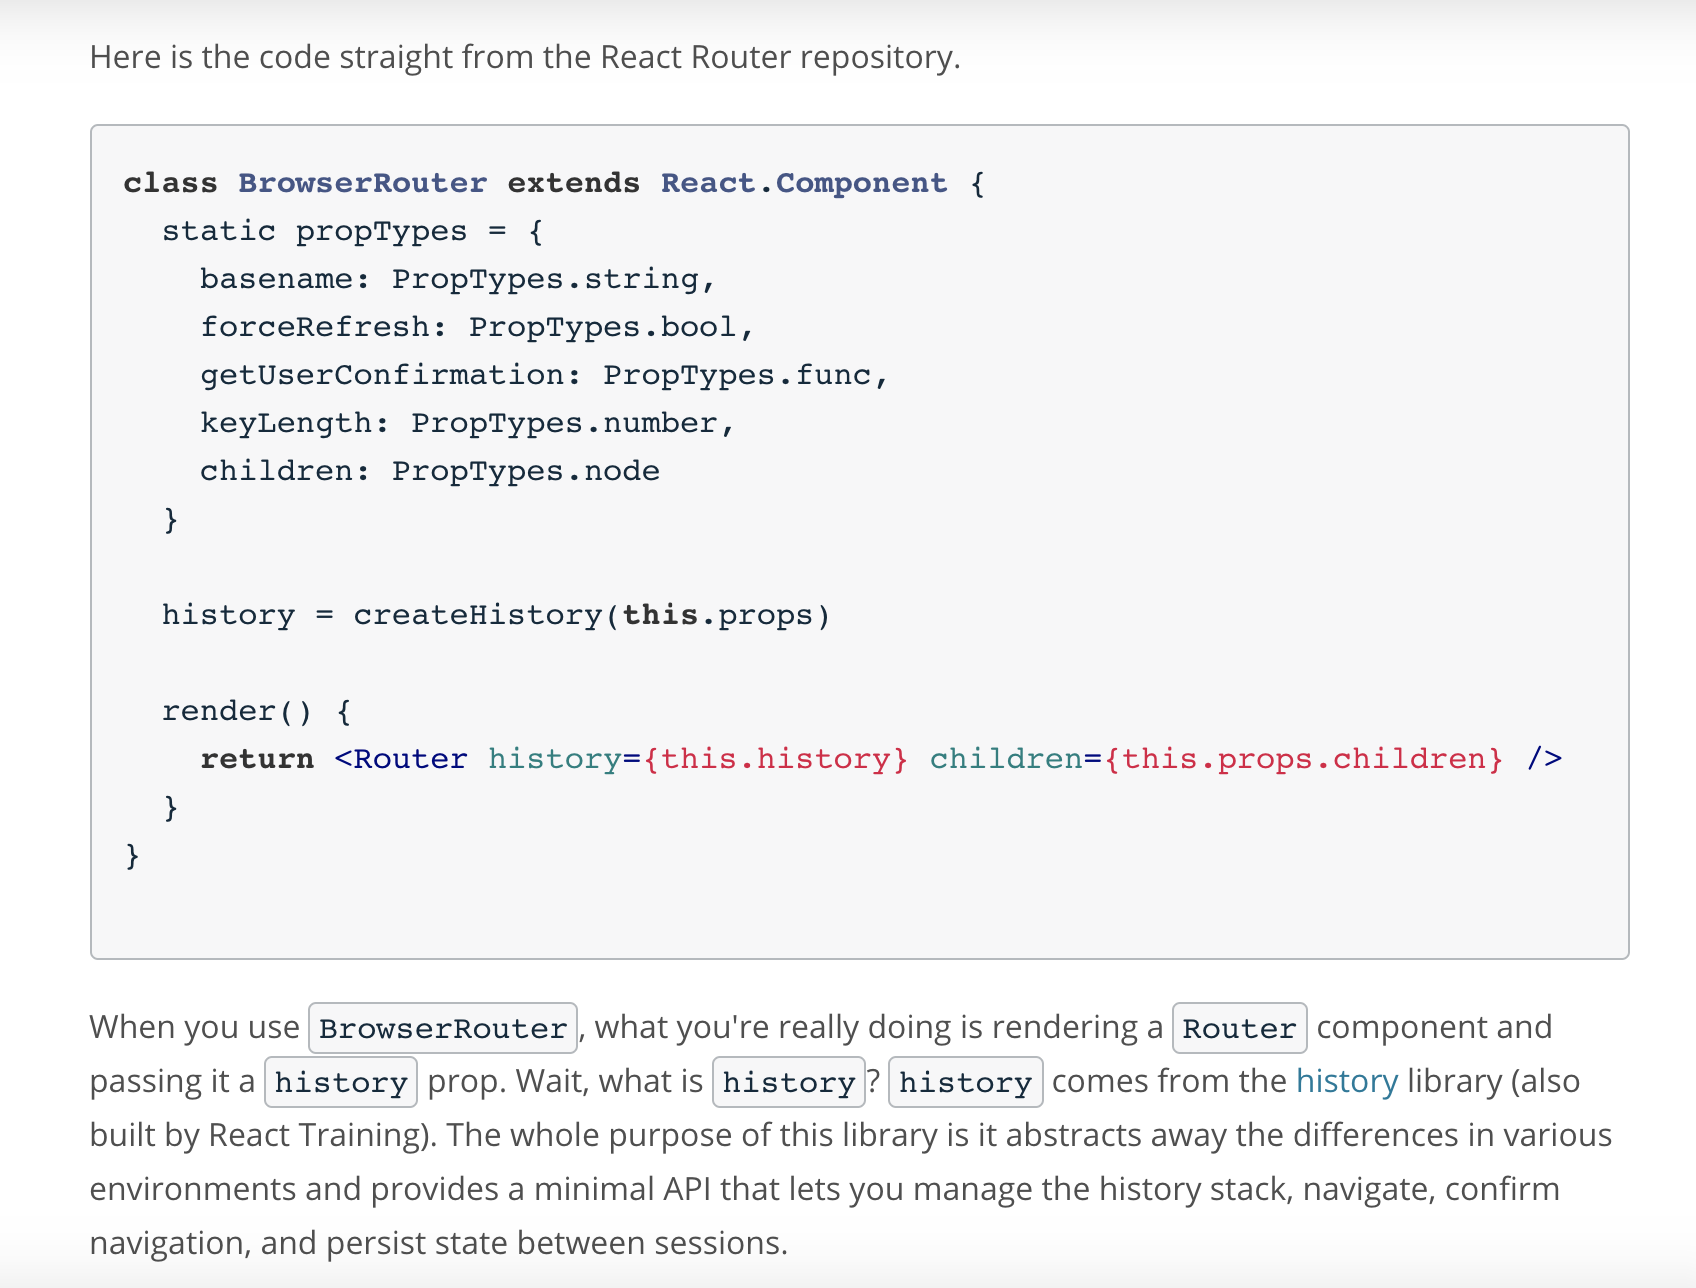 Here is the code straight from the React Router repository.
class BrowserRouter extends React.Component {
  static propTypes = {
    basename: PropTypes.string,
    forceRefresh: PropTypes.bool,
    getUserConfirmation: PropTypes.func,
    keyLength: PropTypes.number,
    children: PropTypes.node
  }
  history = createHistory(this.props)
  render() {
    return <Router history={this.history} children={this.props.children} />
  }
}
When you use BrowserRouter, what you're really doing is rendering a Router component and
passing it a history prop. Wait, what is history? history comes from the history library (also
built by React Training). The whole purpose of this library is it abstracts away the differences in various
environments and provides a minimal API that lets you manage the history stack, navigate, confirm
navigation, and persist state between sessions.